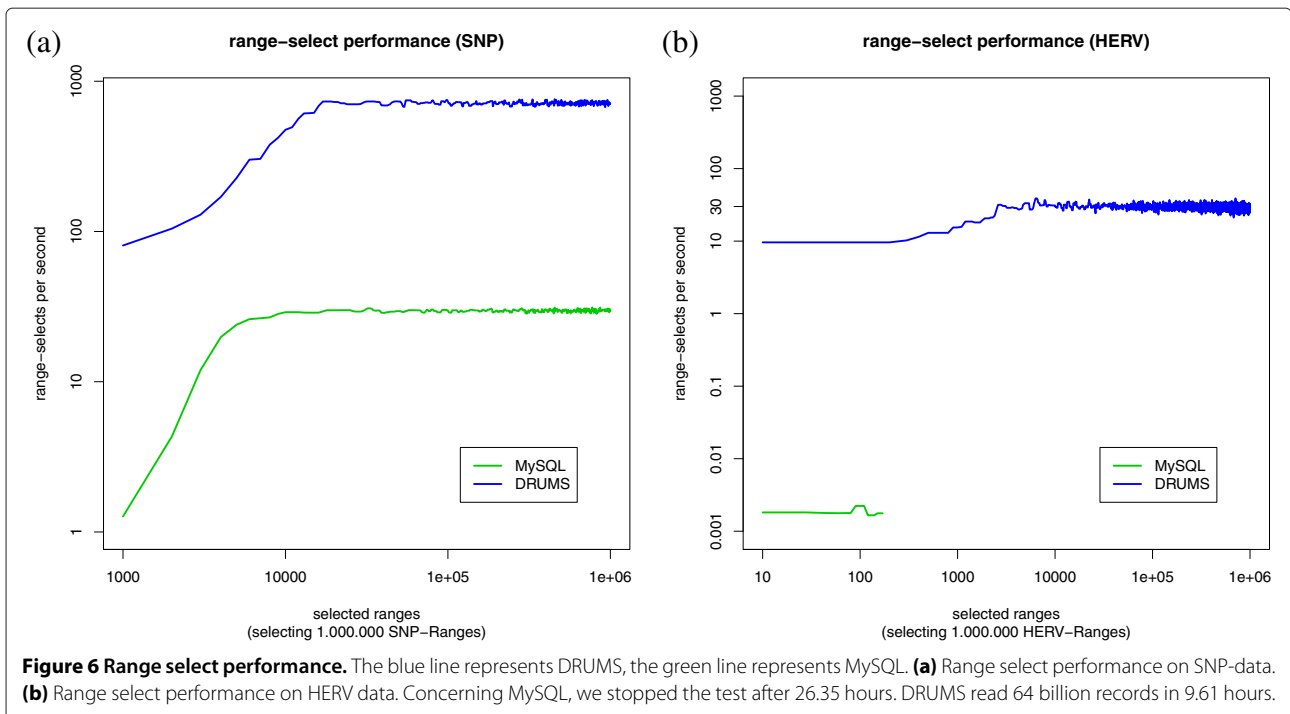 (a)
range−select performance (SNP)
range−selects per second
1000
100
10
1
MySQL
DRUMS
1000
10000
1e+05
1e+06
selected ranges
(selecting 1.000.000 SNP−Ranges)
(b)
range−select performance (HERV)
range−selects per second
1000
100
30
10
1
0.1
0.01
0.001
MySQL
DRUMS
10
100
1000
10000
1e+05
1e+06
selected ranges
(selecting 1.000.000 HERV−Ranges)
Figure 6 Range select performance. The blue line represents DRUMS, the green line represents MySQL. (a) Range select performance on SNP-data.
(b) Range select performance on HERV data. Concerning MySQL, we stopped the test after 26.35 hours. DRUMS read 64 billion records in 9.61 hours.